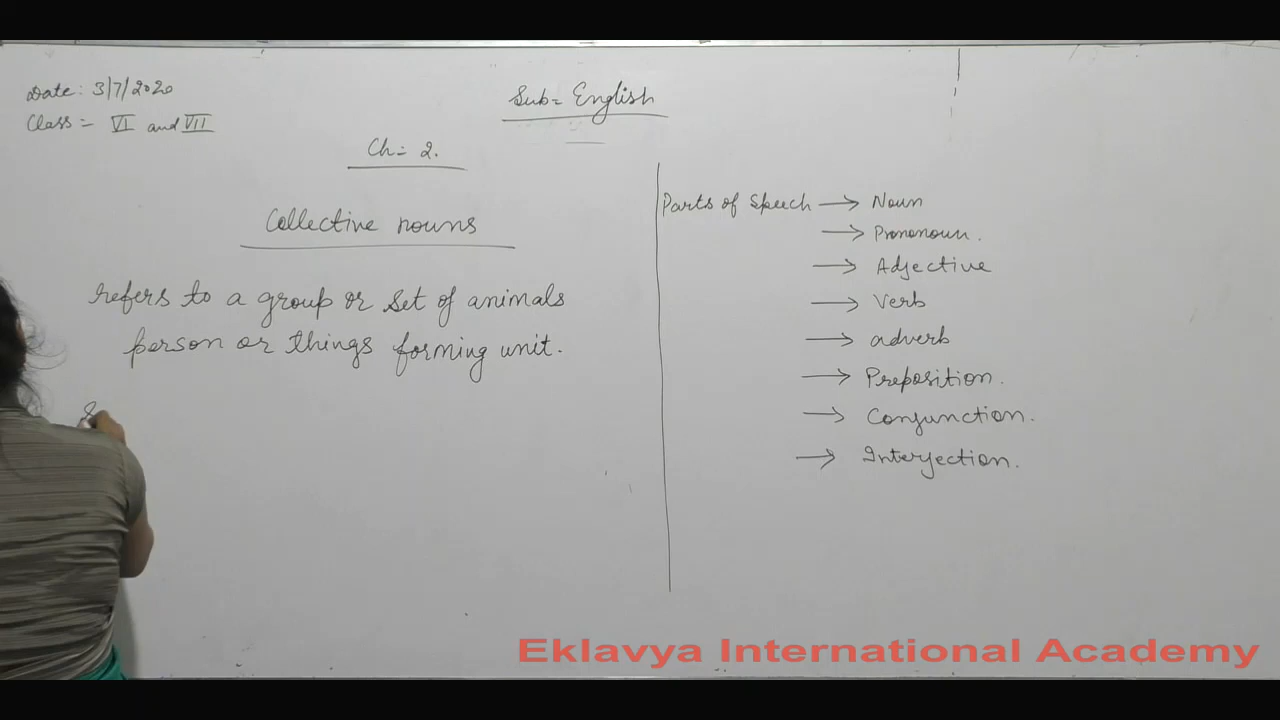 Date: 3/7/2020
Class = VI and VII
Sub = English
Ch = 2.
Collective nouns
refers to a group or set of animals
person or things forming unit.
Parts of Speech → Noun
→ Prononoun.
→ Adjective
→ Verb
→ adverb
→ Preposition.
→ Conjunction.
→ Interjection.
Eklavya International Academy